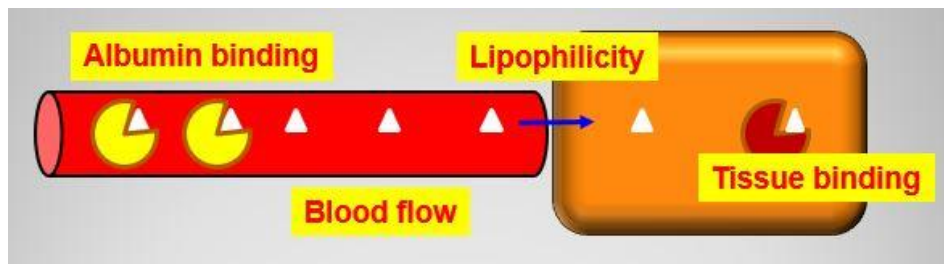 Albumin binding
Lipophilicity
Tissue binding
Blood flow